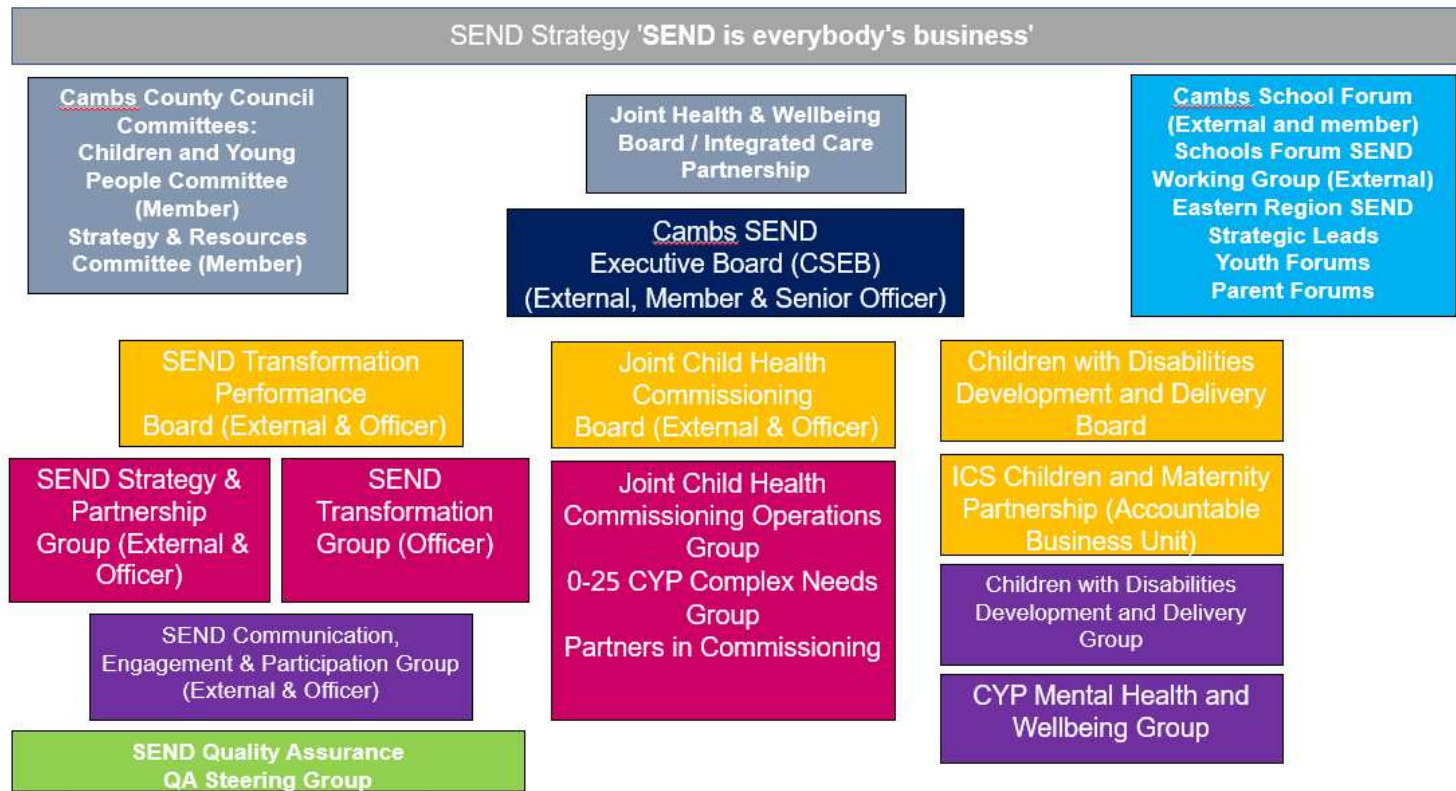 SEND Strategy 'SEND is everybody's business'
Cambs County Council
Committees:
Children and Young
People Committee
(Member)
Strategy & Resources
Committee (Member)
Joint Health & Wellbeing
Board / Integrated Care
Partnership
Cambs School Forum
(External and member)
Schools Forum SEND
Working Group (External)
Eastern Region SEND
Strategic Leads
Youth Forums
Parent Forums
Cambs SEND
Executive Board (CSEB)
(External, Member & Senior Officer)
SEND Transformation
Performance
Board (External & Officer)
Joint Child Health
Commissioning
Board (External & Officer)
Children with Disabilities
Development and Delivery
Board
SEND Strategy &
Partnership
Group (External &
Officer)
SEND
Transformation
Group (Officer)
Joint Child Health
Commissioning Operations
Group
0-25 CYP Complex Needs
Group
Partners in Commissioning
ICS Children and Maternity
Partnership (Accountable
Business Unit)
SEND Communication,
Engagement & Participation Group
(External & Officer)
Children with Disabilities
Development and Delivery
Group
CYP Mental Health and
Wellbeing Group
SEND Quality Assurance
QA Steering Group